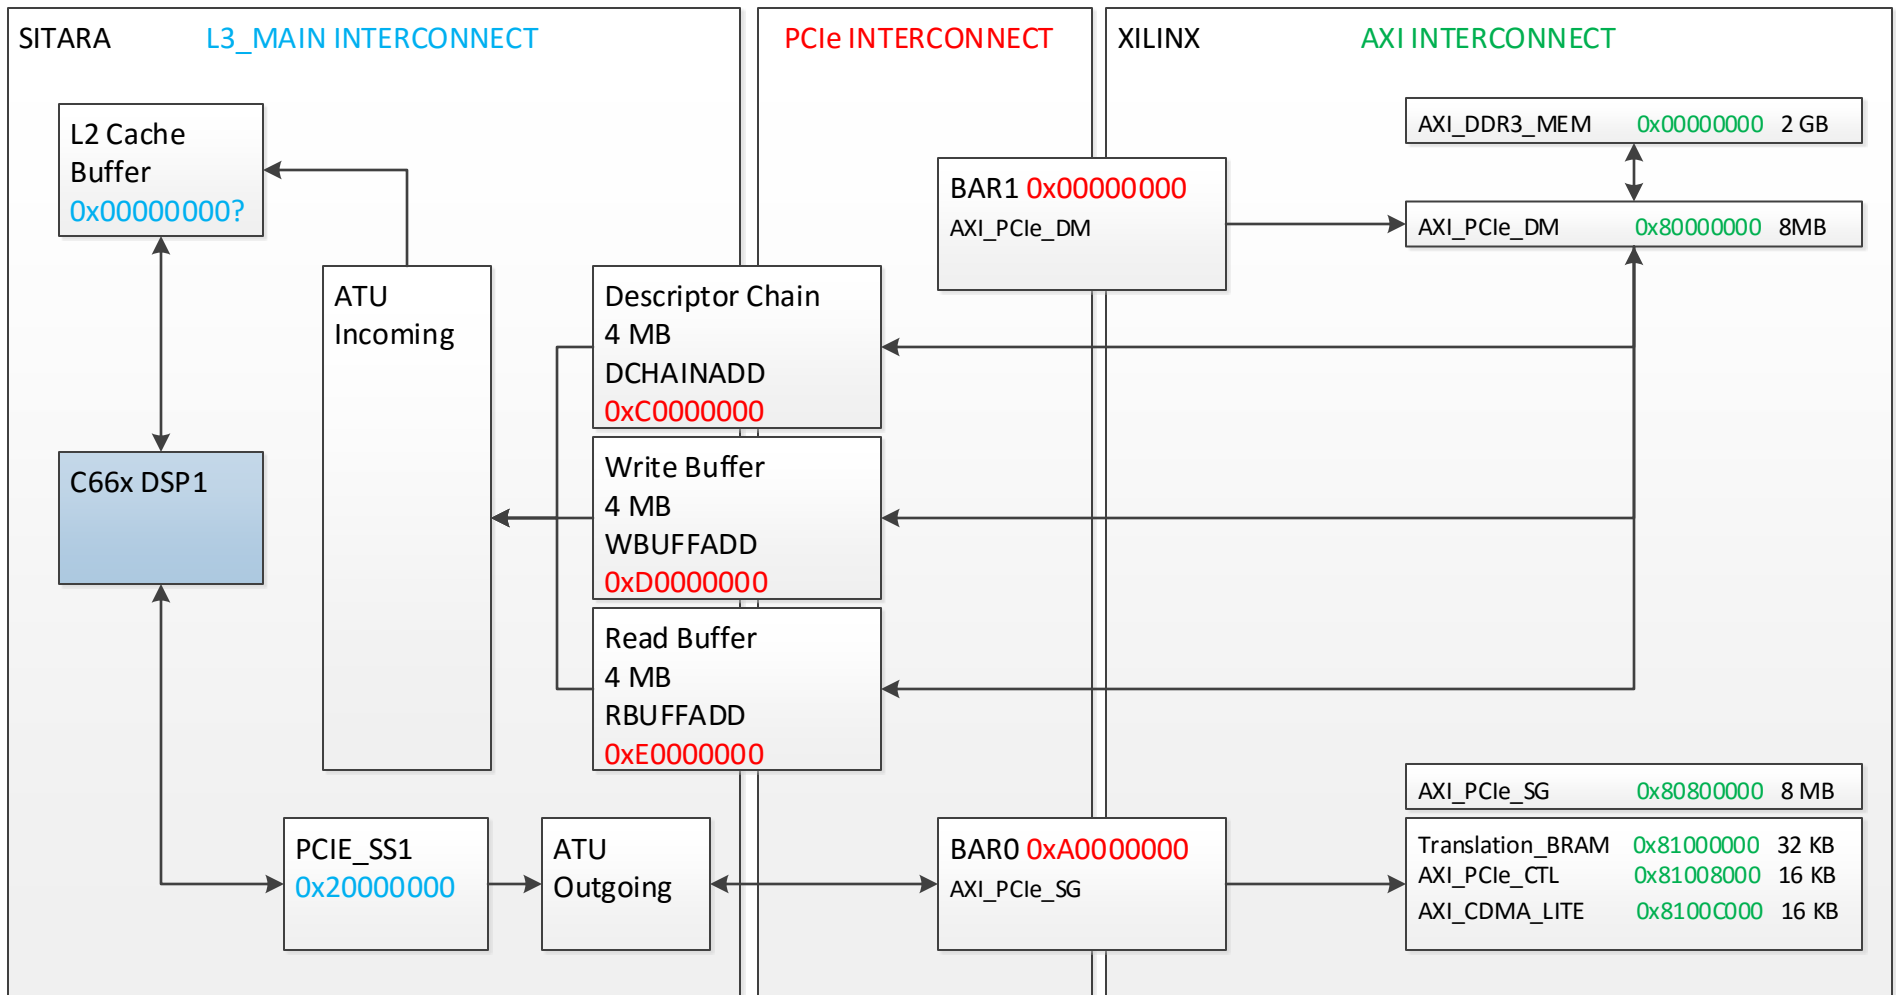 SITARA L3_MAIN INTERCONNECT
PCIe INTERCONNECT
XILINX AXI INTERCONNECT
L2 Cache
Buffer
0x00000000?
ATU
Incoming
C66x DSP1
PCIE_SS1
0x20000000
ATU
Outgoing
Descriptor Chain
4 MB
DCHAINADD
0xC0000000
Write Buffer
4 MB
WBUFFADD
0xD0000000
Read Buffer
4 MB
RBUFFADD
0xE0000000
BAR1 0x00000000
AXI_PCIe_DM
BAR0 0xA0000000
AXI_PCIe_SG
AXI_DDR3_MEM 0x00000000 2 GB
AXI_PCIe_DM 0x80000000 8MB
AXI_PCIe_SG 0x80800000 8 MB
Translation_BRAM 0x81000000 32 KB
AXI_PCIe_CTL 0x81008000 16 KB
AXI_CDMA_LITE 0x8100C000 16 KB